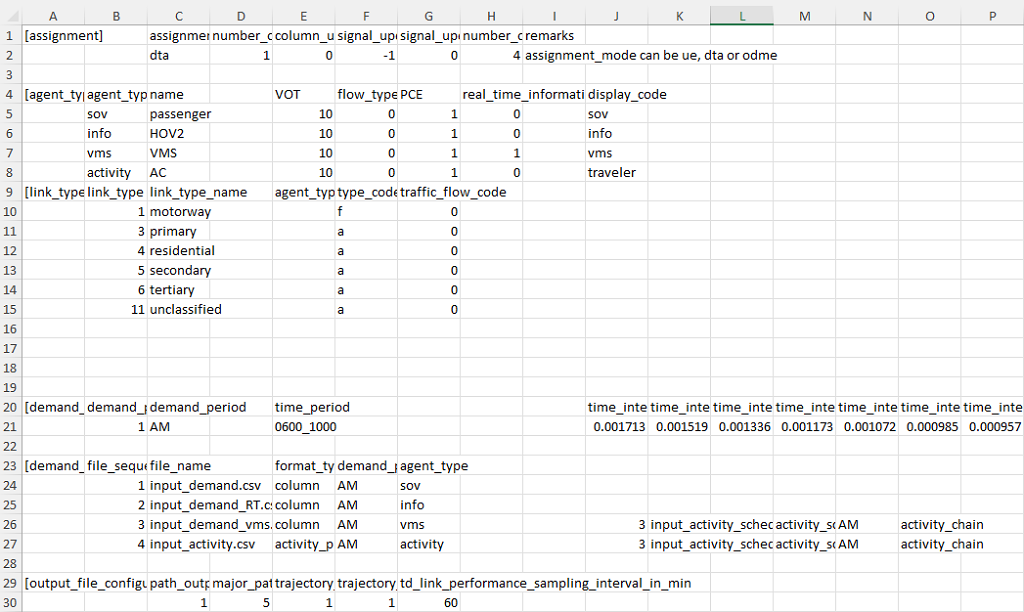 A B C D E F G H I J K L M N O P
1 [assignment] assignmer number_c column_u signal_up signal_up number_c remarks
2 dta 1 0 -1 0 4 assignment_mode can be ue, dta or odme
3
4 [agent_ty agent_typ name VOT flow_type PCE real_time_informati display_code
5 sov passenger 10 0 1 0 sov
6 info HOV2 10 0 1 0 info
7 vms VMS 10 0 1 1 vms
8 activity AC 10 0 1 0 traveler
9 [link_type link_type link_type_name agent_typ type_code traffic_flow_code
10 1 motorway f 0
11 3 primary a 0
12 4 residential a 0
13 5 secondary a 0
14 6 tertiary a 0
15 11 unclassified a 0
16
17
18
19
20 [demand_ demand_ demand_period time_period time_inte time_inte time_inte time_inte time_inte time_inte time_inte
21 1 AM 0600_1000 0.001713 0.001519 0.001336 0.001173 0.001072 0.000985 0.000957
22
23 [demand_ file_seque file_name format_ty demand_p agent_type
24 1 input_demand.csv column AM sov
25 2 input_demand_RT.c column AM info
26 3 input_demand_vms. column AM vms 3 input_activity_sched activity_sc AM activity_chain
27 4 input_activity.csv activity_p AM activity 3 input_activity_sched activity_sc AM activity_chain
28
29 [output_file_configu path_outp major_pat trajectory trajectory td_link_performance_sampling_interval_in_min
30 1 5 1 1 60